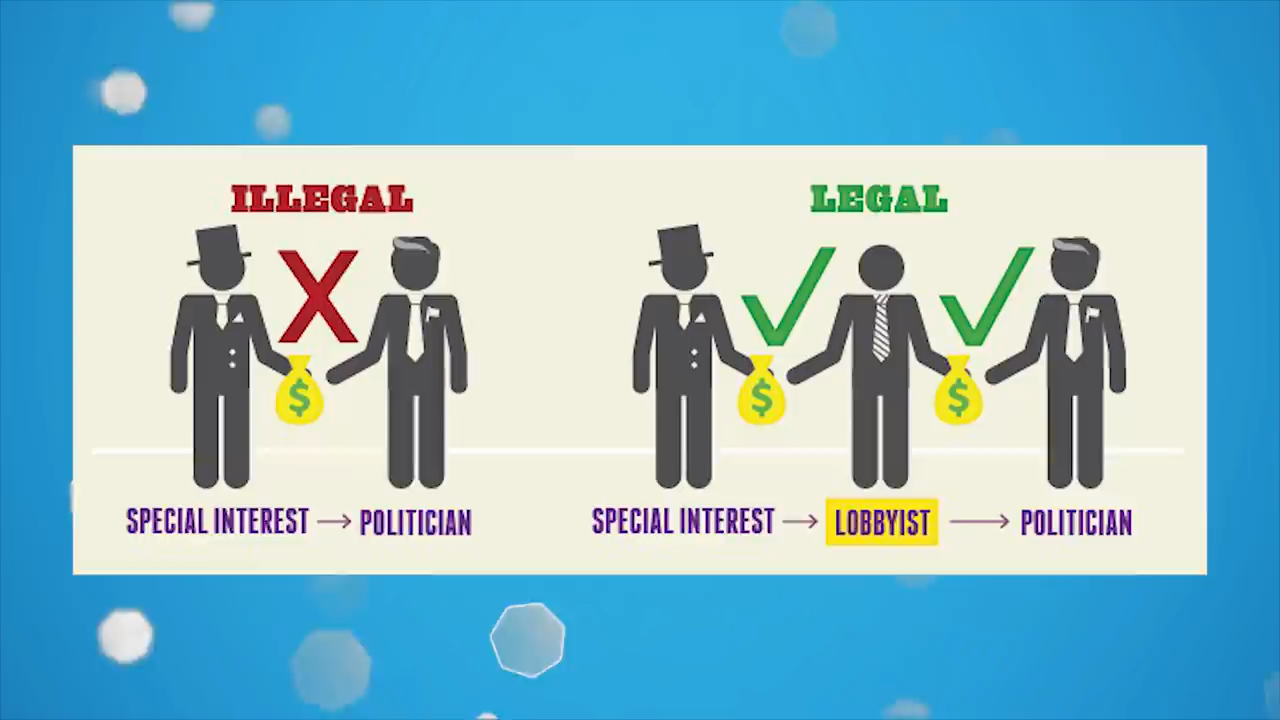 ILLEGAL
X
$
SPECIAL INTEREST → POLITICIAN
LEGAL
$ $
SPECIAL INTEREST → LOBBYIST → POLITICIAN